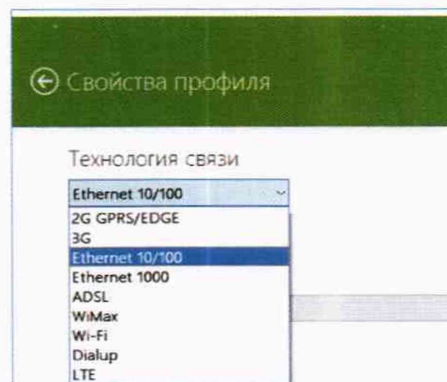 Свойства профиля
Технология связи
Ethernet 10/100
2G GPRS/EDGE
3G
Ethernet 10/100
Ethernet 1000
ADSL
WiMax
Wi-Fi
Dialup
LTE